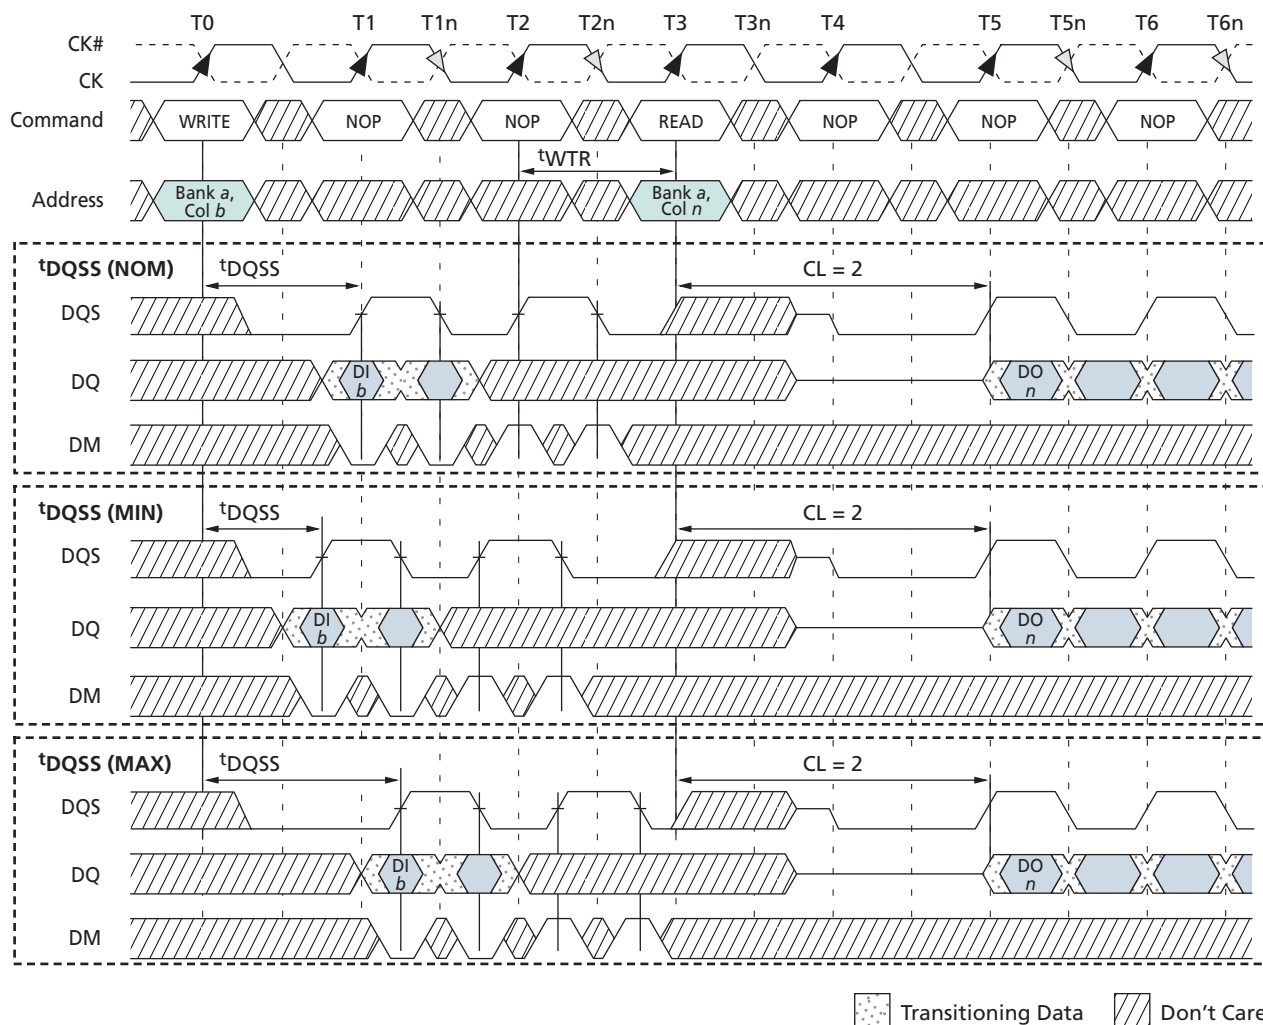 T0 T1 T1n T2 T2n T3 T3n T4 T5 T5n T6 T6n
CK#
CK
Command WRITE NOP NOP READ NOP NOP NOP
tWTR
Address Bank a, Col b Bank a, Col n
tDQSS (NOM) tDQSS CL = 2
DQS
DQ DI b DO n
DM
tDQSS (MIN) tDQSS CL = 2
DQS
DQ DI b DO n
DM
tDQSS (MAX) tDQSS CL = 2
DQS
DQ DI b DO n
DM
Transitioning Data Don't Care